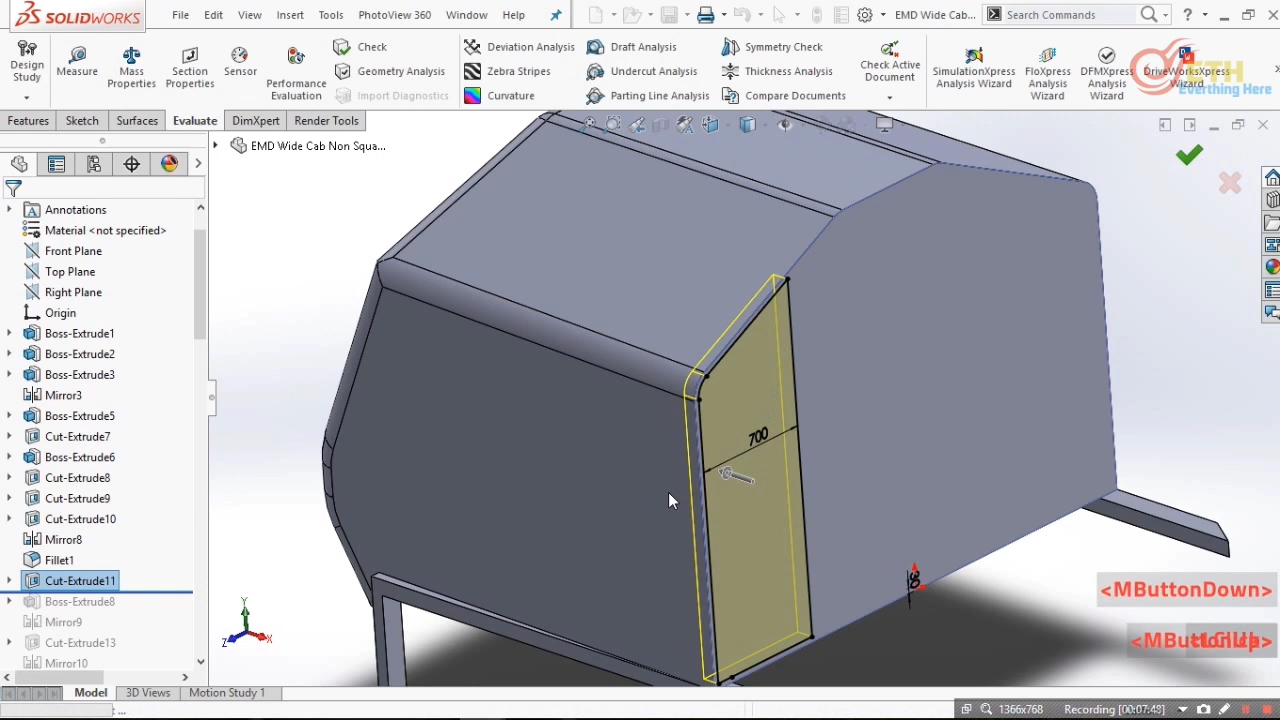 SOLIDWORKS
File Edit View Insert Tools PhotoView 360 Window Help
EMD Wide Cab...
Search Commands
?
Design Study
Measure
Mass Properties
Section Properties
Sensor
Performance Evaluation
Check
Geometry Analysis
Import Diagnostics
Deviation Analysis
Zebra Stripes
Curvature
Draft Analysis
Undercut Analysis
Parting Line Analysis
Symmetry Check
Thickness Analysis
Compare Documents
Check Active Document
SimulationXpress Analysis Wizard
FloXpress Analysis Wizard
DFMXpress Analysis Wizard
DriveWorksXpress Wizard
ETH
Everthing Here
Features Sketch Surfaces Evaluate DimXpert Render Tools
EMD Wide Cab Non Squa...
Annotations
Material <not specified>
Front Plane
Top Plane
Right Plane
Origin
Boss-Extrude1
Boss-Extrude2
Boss-Extrude3
Mirror3
Boss-Extrude5
Cut-Extrude7
Boss-Extrude6
Cut-Extrude8
Cut-Extrude9
Cut-Extrude10
Mirror8
Fillet1
Cut-Extrude11
Boss-Extrude8
Mirror9
Cut-Extrude13
Mirror10
700
Y
Z
X
<MButtonDown>
Model 3D Views Motion Study 1
1366x768 Recording [00:07:48]